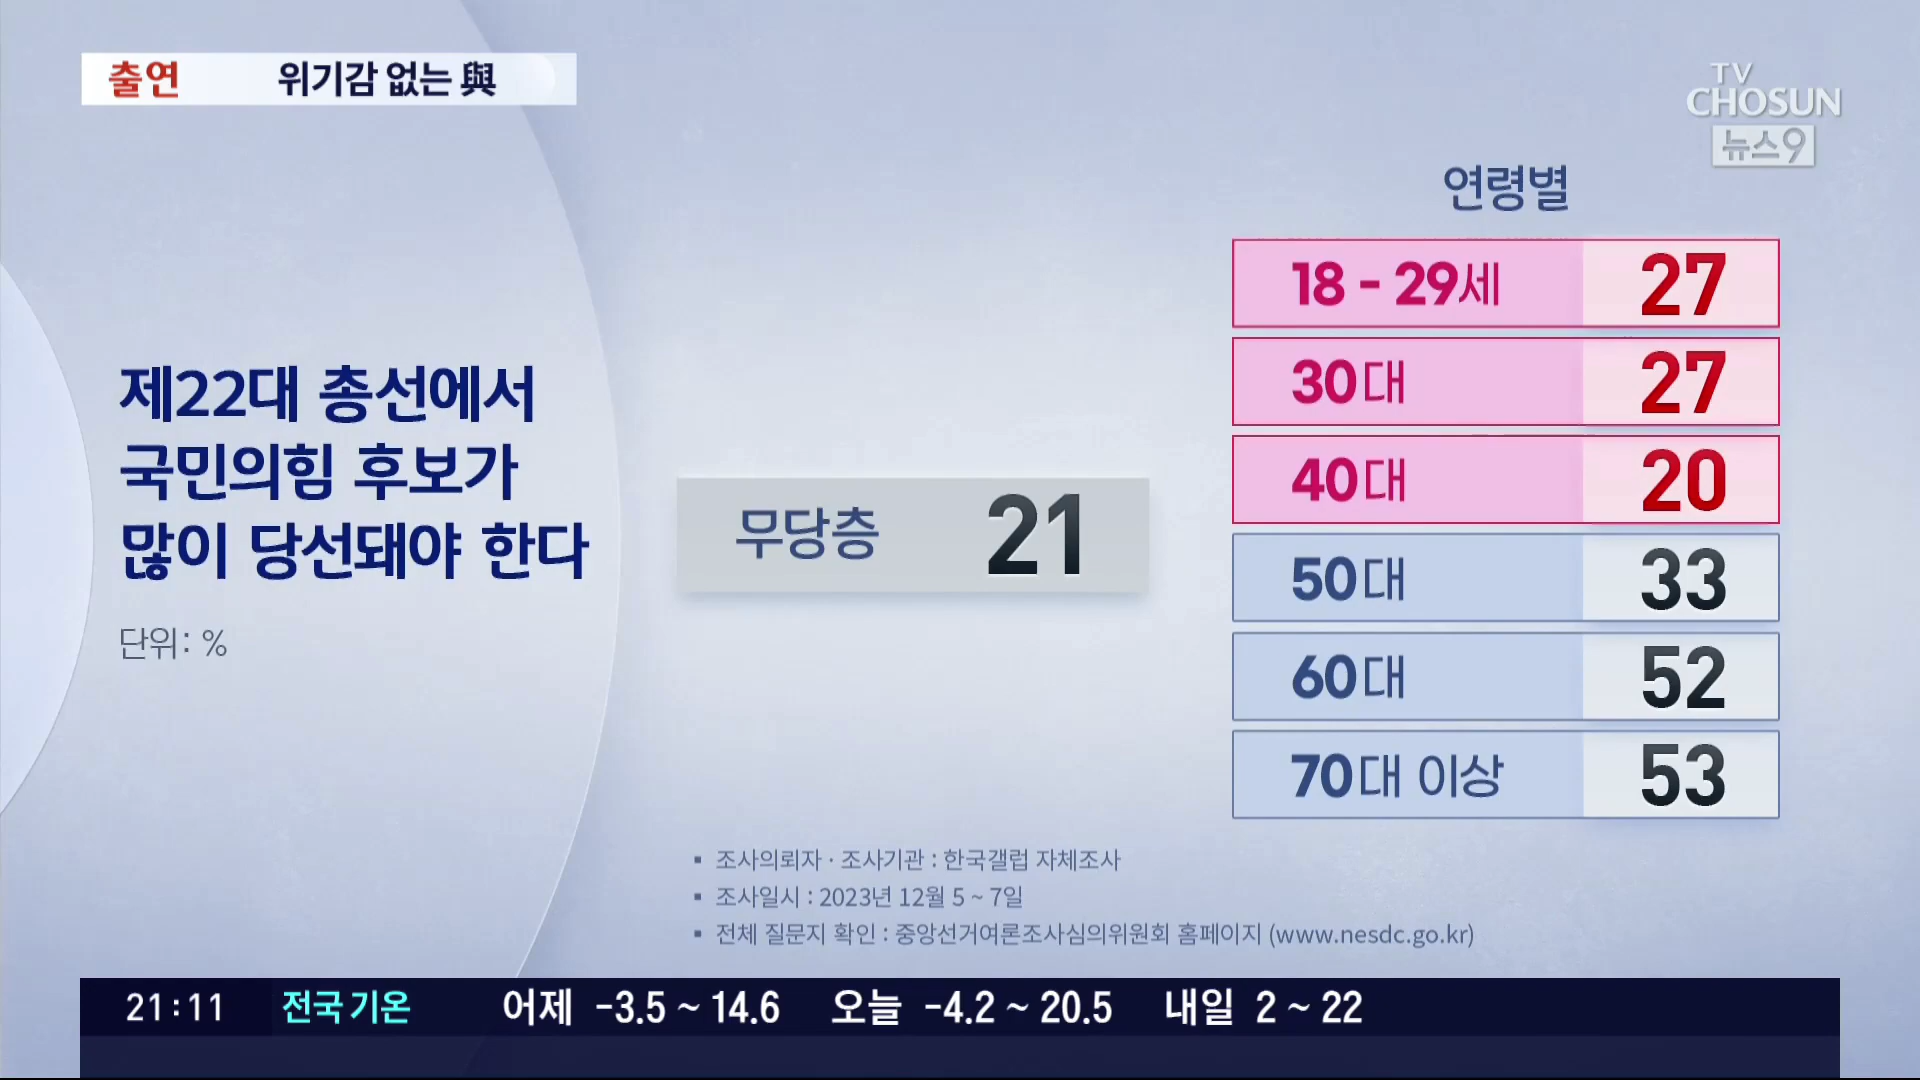 출연 위기감 없는 與
TV
CHOSUN
뉴스9
제22대 총선에서
국민의힘 후보가
많이 당선돼야 한다
단위: %
무당층 21
연령별
18 - 29세 27
30대 27
40대 20
50대 33
60대 52
70대 이상 53
▪ 조사의뢰자 · 조사기관 : 한국갤럽 자체조사
▪ 조사일시 : 2023년 12월 5 ~ 7일
▪ 전체 질문지 확인 : 중앙선거여론조사심의위원회 홈페이지 (www.nesdc.go.kr)
21:11 전국 기온 어제 -3.5 ~ 14.6 오늘 -4.2 ~ 20.5 내일 2 ~ 22